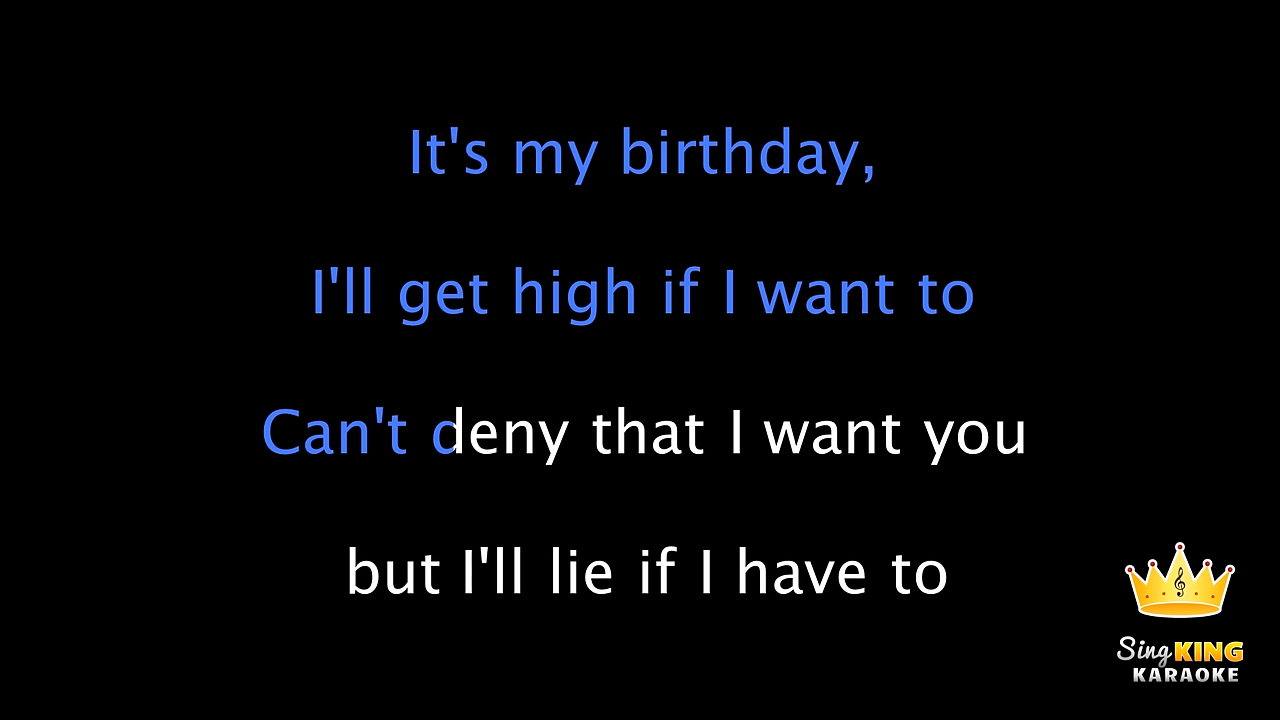 It's my birthday,
I'll get high if I want to
Can't deny that I want you
but I'll lie if I have to
Sing KING
KARAOKE